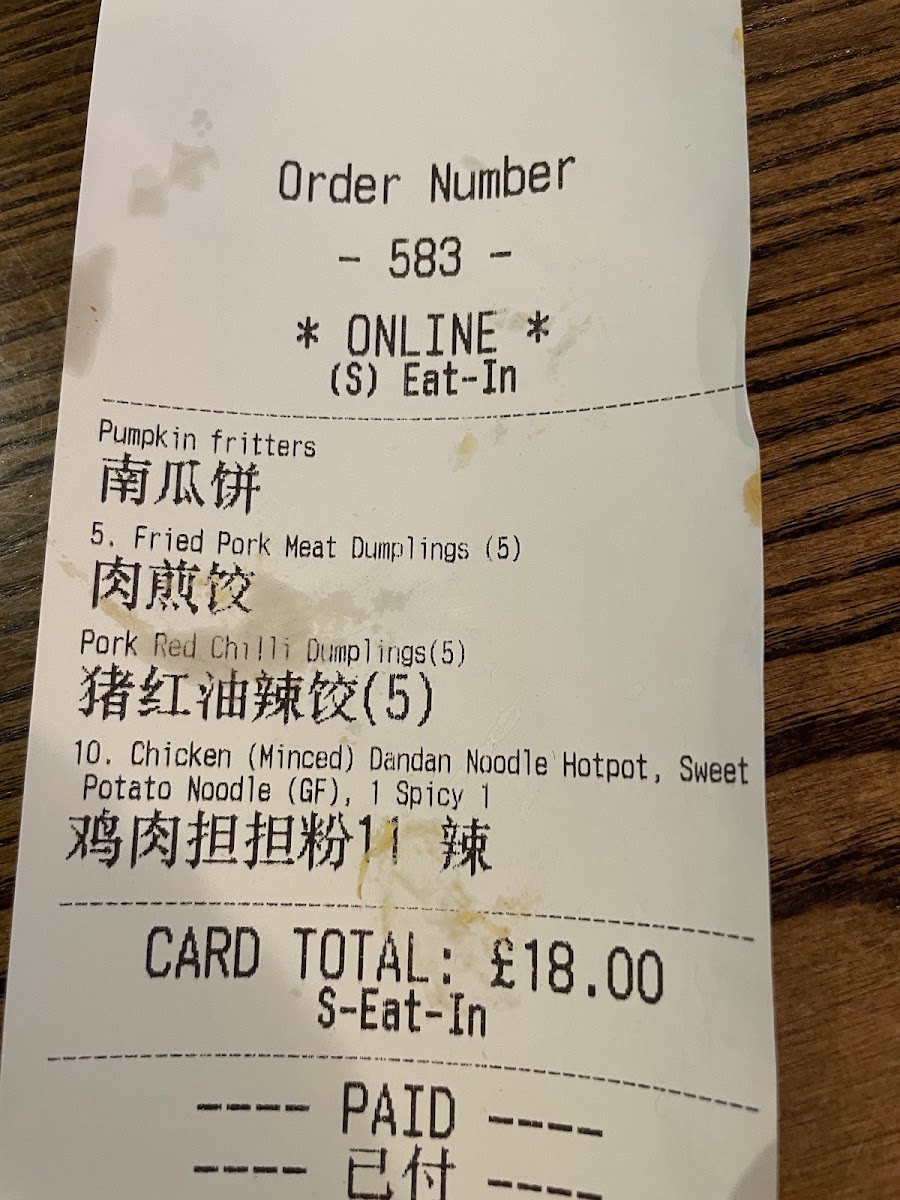 Order Number
- 583 -
* ONLINE *
(S) Eat-In
Pumpkin fritters
南瓜饼
5. Fried Pork Meat Dumplings (5)
肉煎饺
Pork Red Chilli Dumplings(5)
猪红油辣饺(5)
10. Chicken (Minced) Dandan Noodle Hotpot, Sweet
Potato Noodle (GF), 1 Spicy 1
鸡肉担担粉11 辣
CARD TOTAL: £18.00
S-Eat-In
---- PAID ----
---- 已付 ----